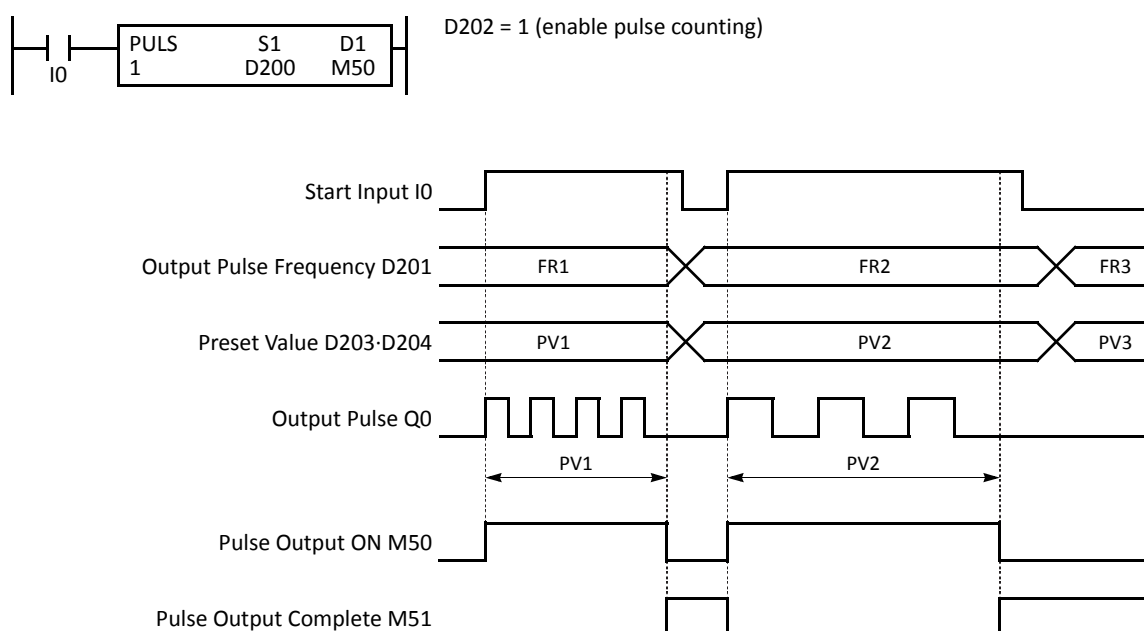 D202 = 1 (enable pulse counting)
PULS S1 D1
1 D200 M50
I0
Start Input I0
Output Pulse Frequency D201 FR1 FR2 FR3
Preset Value D203·D204 PV1 PV2 PV3
Output Pulse Q0
PV1 PV2
Pulse Output ON M50
Pulse Output Complete M51